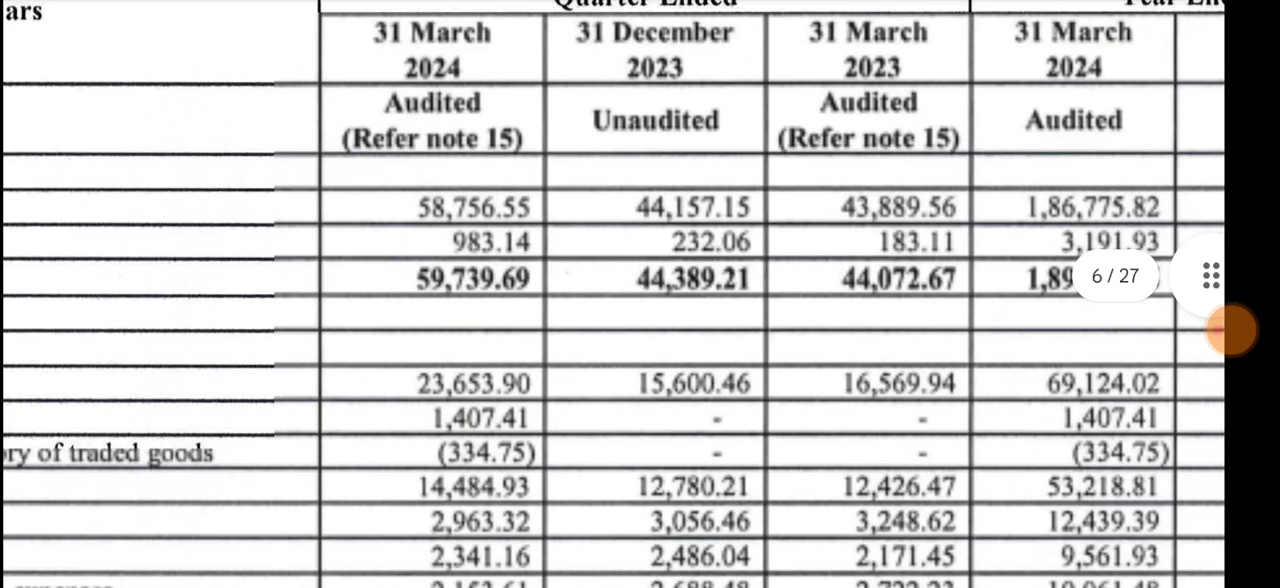 ars
Quarter Ended
31 March 31 December 31 March 31 March
2024 2023 2023 2024
Audited Unaudited Audited Audited
(Refer note 15) (Refer note 15)
58,756.55 44,157.15 43,889.56 1,86,775.82
983.14 232.06 183.11 3,191.93
59,739.69 44,389.21 44,072.67 1,89
6 / 27
23,653.90 15,600.46 16,569.94 69,124.02
1,407.41 - - 1,407.41
ry of traded goods (334.75) - - (334.75)
14,484.93 12,780.21 12,426.47 53,218.81
2,963.32 3,056.46 3,248.62 12,439.39
2,341.16 2,486.04 2,171.45 9,561.93